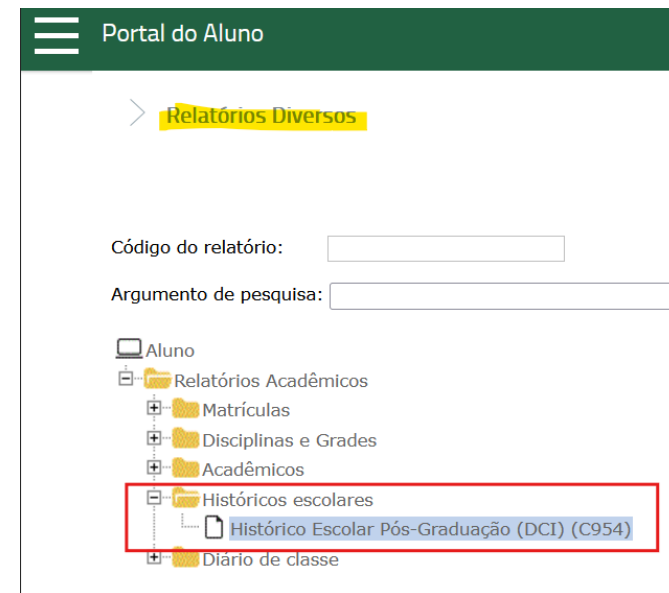 Portal do Aluno
Relatórios Diversos
Código do relatório:
Argumento de pesquisa:
Aluno
Relatórios Acadêmicos
Matrículas
Disciplinas e Grades
Acadêmicos
Históricos escolares
Histórico Escolar Pós-Graduação (DCI) (C954)
Diário de classe